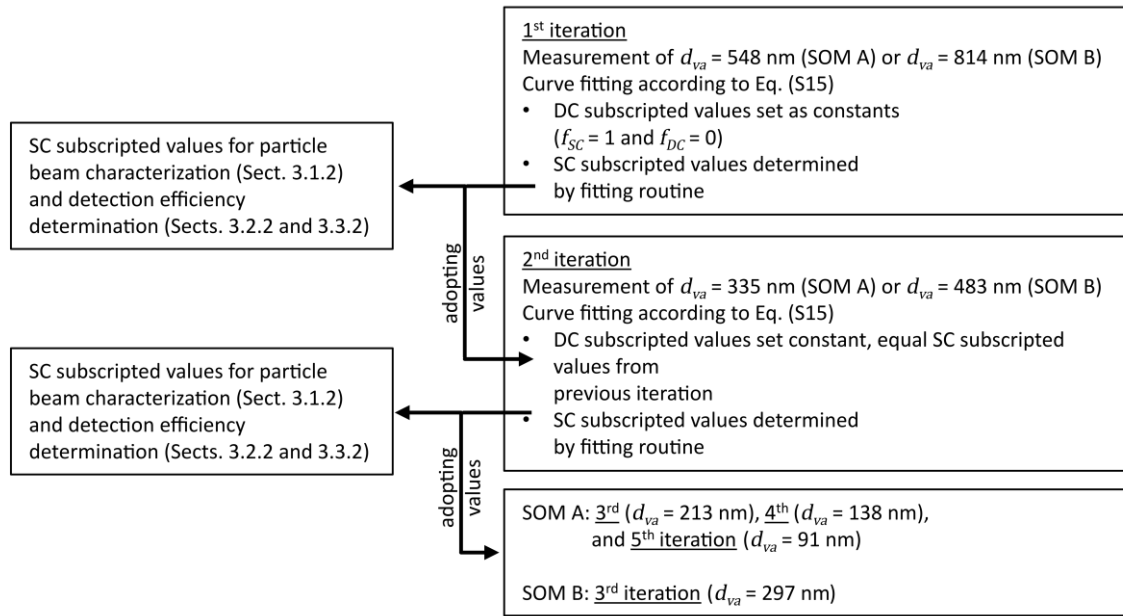 1st iteration
Measurement of dva = 548 nm (SOM A) or dva = 814 nm (SOM B)
Curve fitting according to Eq. (S15)
• DC subscripted values set as constants
(fSC = 1 and fDC = 0)
• SC subscripted values determined
by fitting routine
SC subscripted values for particle
beam characterization (Sect. 3.1.2)
and detection efficiency
determination (Sects. 3.2.2 and 3.3.2)
adopting
values
2nd iteration
Measurement of dva = 335 nm (SOM A) or dva = 483 nm (SOM B)
Curve fitting according to Eq. (S15)
• DC subscripted values set constant, equal SC subscripted
values from
previous iteration
• SC subscripted values determined
by fitting routine
SC subscripted values for particle
beam characterization (Sect. 3.1.2)
and detection efficiency
determination (Sects. 3.2.2 and 3.3.2)
adopting
values
SOM A: 3rd (dva = 213 nm), 4th (dva = 138 nm),
and 5th iteration (dva = 91 nm)
SOM B: 3rd iteration (dva = 297 nm)